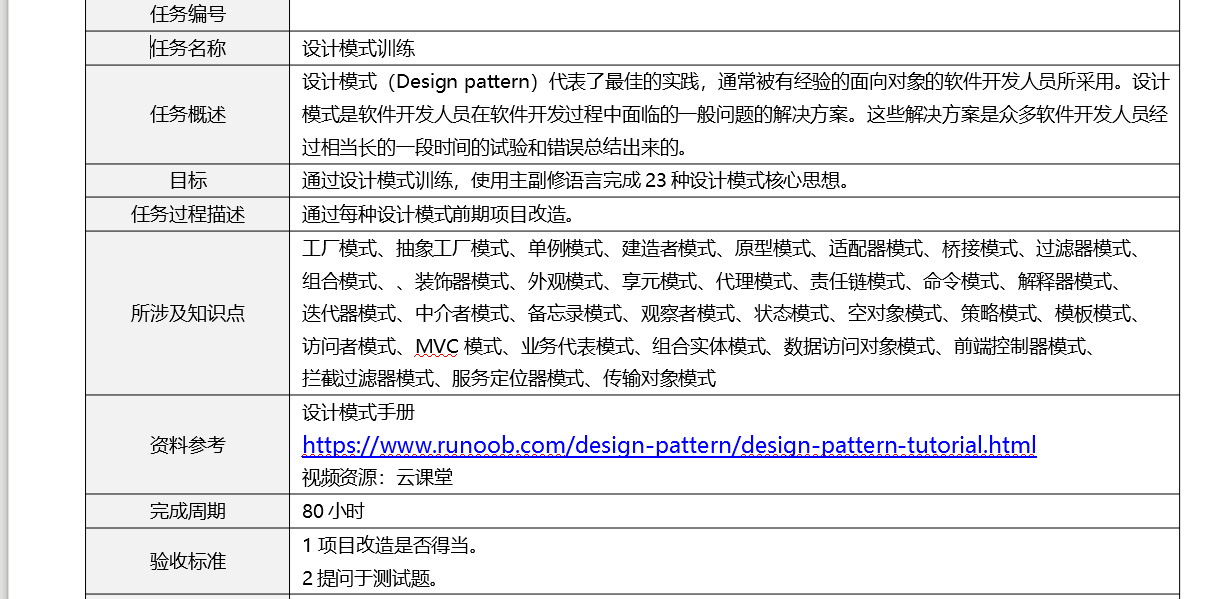 任务编号
任务名称
设计模式训练
任务概述
设计模式（Design pattern）代表了最佳的实践，通常被有经验的面向对象的软件开发人员所采用。设计
模式是软件开发人员在软件开发过程中面临的一般问题的解决方案。这些解决方案是众多软件开发人员经
过相当长的一段时间的试验和错误总结出来的。
目标
通过设计模式训练，使用主副修语言完成 23 种设计模式核心思想。
任务过程描述
通过每种设计模式前期项目改造。
所涉及知识点
工厂模式、抽象工厂模式、单例模式、建造者模式、原型模式、适配器模式、桥接模式、过滤器模式、
组合模式、、装饰器模式、外观模式、享元模式、代理模式、责任链模式、命令模式、解释器模式、
迭代器模式、中介者模式、备忘录模式、观察者模式、状态模式、空对象模式、策略模式、模板模式、
访问者模式、MVC 模式、业务代表模式、组合实体模式、数据访问对象模式、前端控制器模式、
拦截过滤器模式、服务定位器模式、传输对象模式
资料参考
设计模式手册
https://www.runoob.com/design-pattern/design-pattern-tutorial.html
视频资源：云课堂
完成周期
80 小时
验收标准
1 项目改造是否得当。
2 提问于测试题。